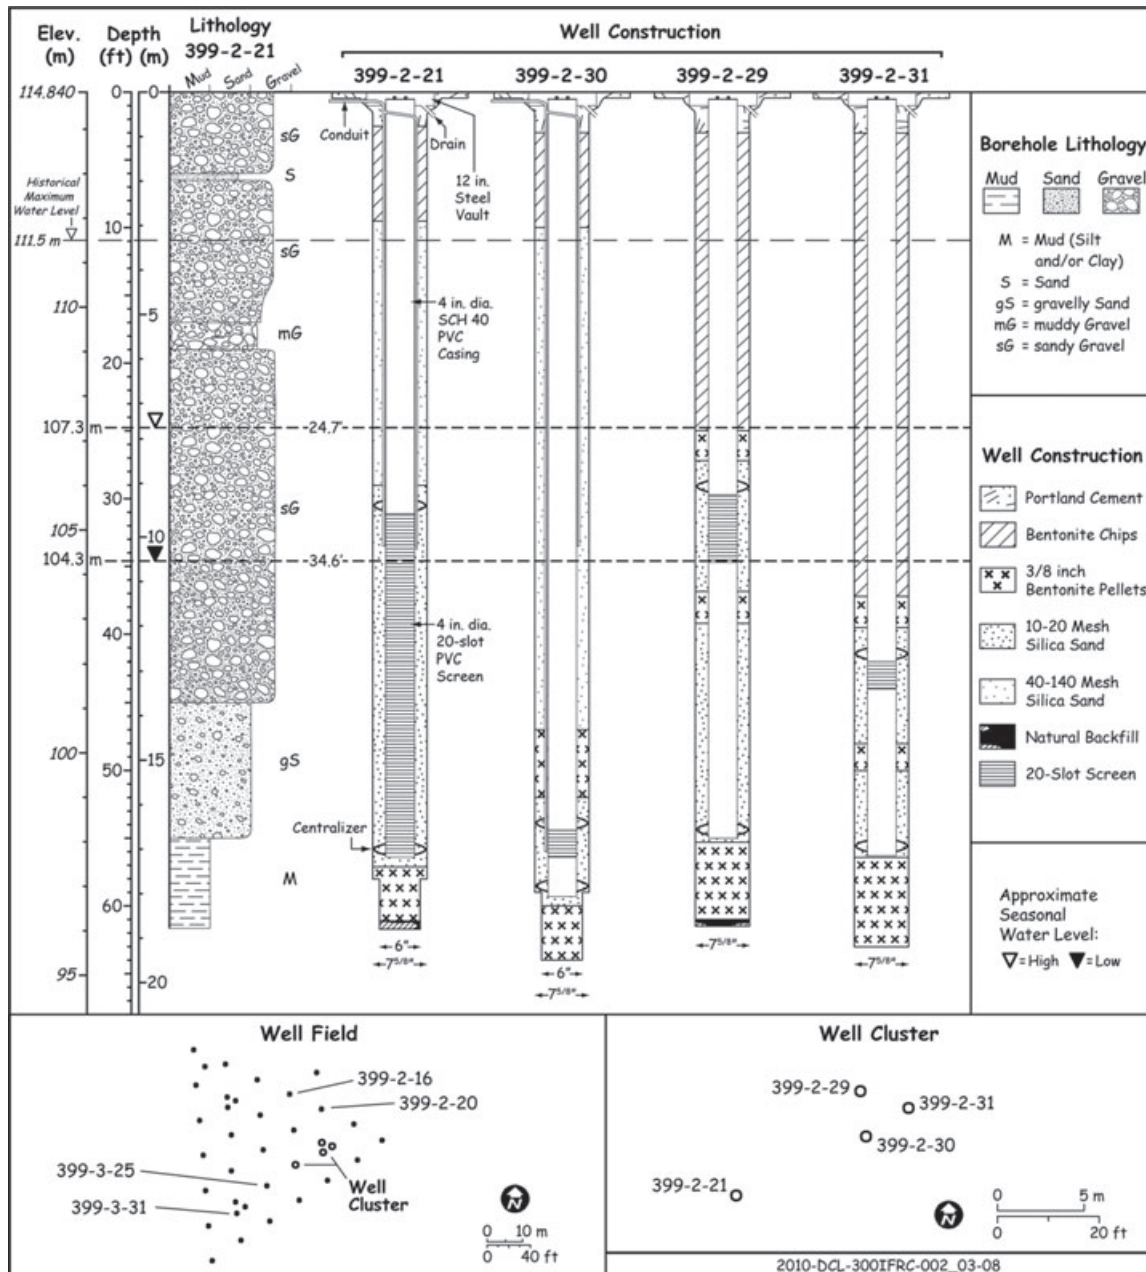 Elev.
(m)
Depth
(ft) (m)
Lithology
399-2-21
Mud
Sand
Gravel
Well Construction
399-2-21
399-2-30
399-2-29
399-2-31
114.840
0
0
Conduit
Drain
12 in.
Steel
Vault
sG
S
Historical
Maximum
Water Level
111.5 m
10
sG
110
5
mG
4 in. dia.
SCH 40
PVC
Casing
20
107.3 m
-24.7'
30
sG
105
10
104.3 m
-34.6'
40
4 in. dia.
20-slot
PVC
Screen
100
15
gS
50
Centralizer
M
60
95
20
6"
7 5/8"
6"
7 5/8"
7 5/8"
7 5/8"
Borehole Lithology
Mud
Sand
Gravel
M = Mud (Silt
and/or Clay)
S = Sand
gS = gravelly Sand
mG = muddy Gravel
sG = sandy Gravel
Well Construction
Portland Cement
Bentonite Chips
3/8 inch
Bentonite Pellets
10-20 Mesh
Silica Sand
40-140 Mesh
Silica Sand
Natural Backfill
20-Slot Screen
Approximate
Seasonal
Water Level:
=High
=Low
Well Field
399-2-16
399-2-20
399-3-25
399-3-31
Well
Cluster
N
0 10 m
0 40 ft
Well Cluster
399-2-29
399-2-31
399-2-30
399-2-21
N
0 5 m
0 20 ft
2010-DCL-300IFRC-002_03-08